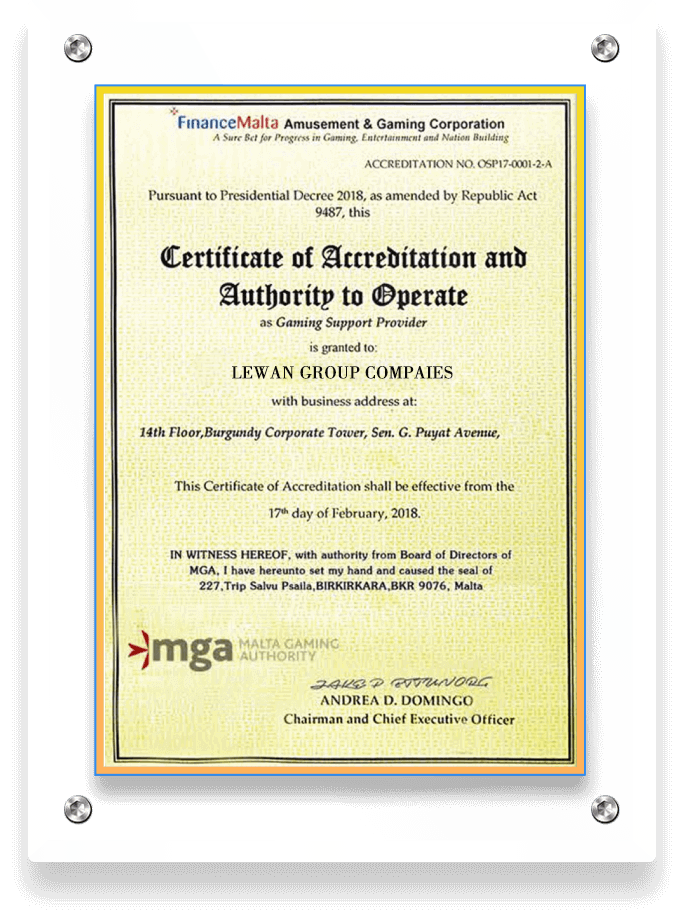 FinanceMalta Amusement & Gaming Corporation
A Sure Bet for Progress in Gaming, Entertainment and Nation Building
ACCREDITATION NO. OSP17-0001-2-A
Pursuant to Presidential Decree 2018, as amended by Republic Act
9487, this
Certificate of Accreditation and
Authority to Operate
as Gaming Support Provider
is granted to:
LEWAN GROUP COMPAIES
with business address at:
14th Floor,Burgundy Corporate Tower, Sen. G. Puyat Avenue,
This Certificate of Accreditation shall be effective from the
17th day of February, 2018.
IN WITNESS HEREOF, with authority from Board of Directors of
MGA, I have hereunto set my hand and caused the seal of
227,Trip Salvu Psaila,BIRKIRKARA,BKR 9076, Malta
mga MALTA GAMING
AUTHORITY
ANDREA D. DOMINGO
Chairman and Chief Executive Officer